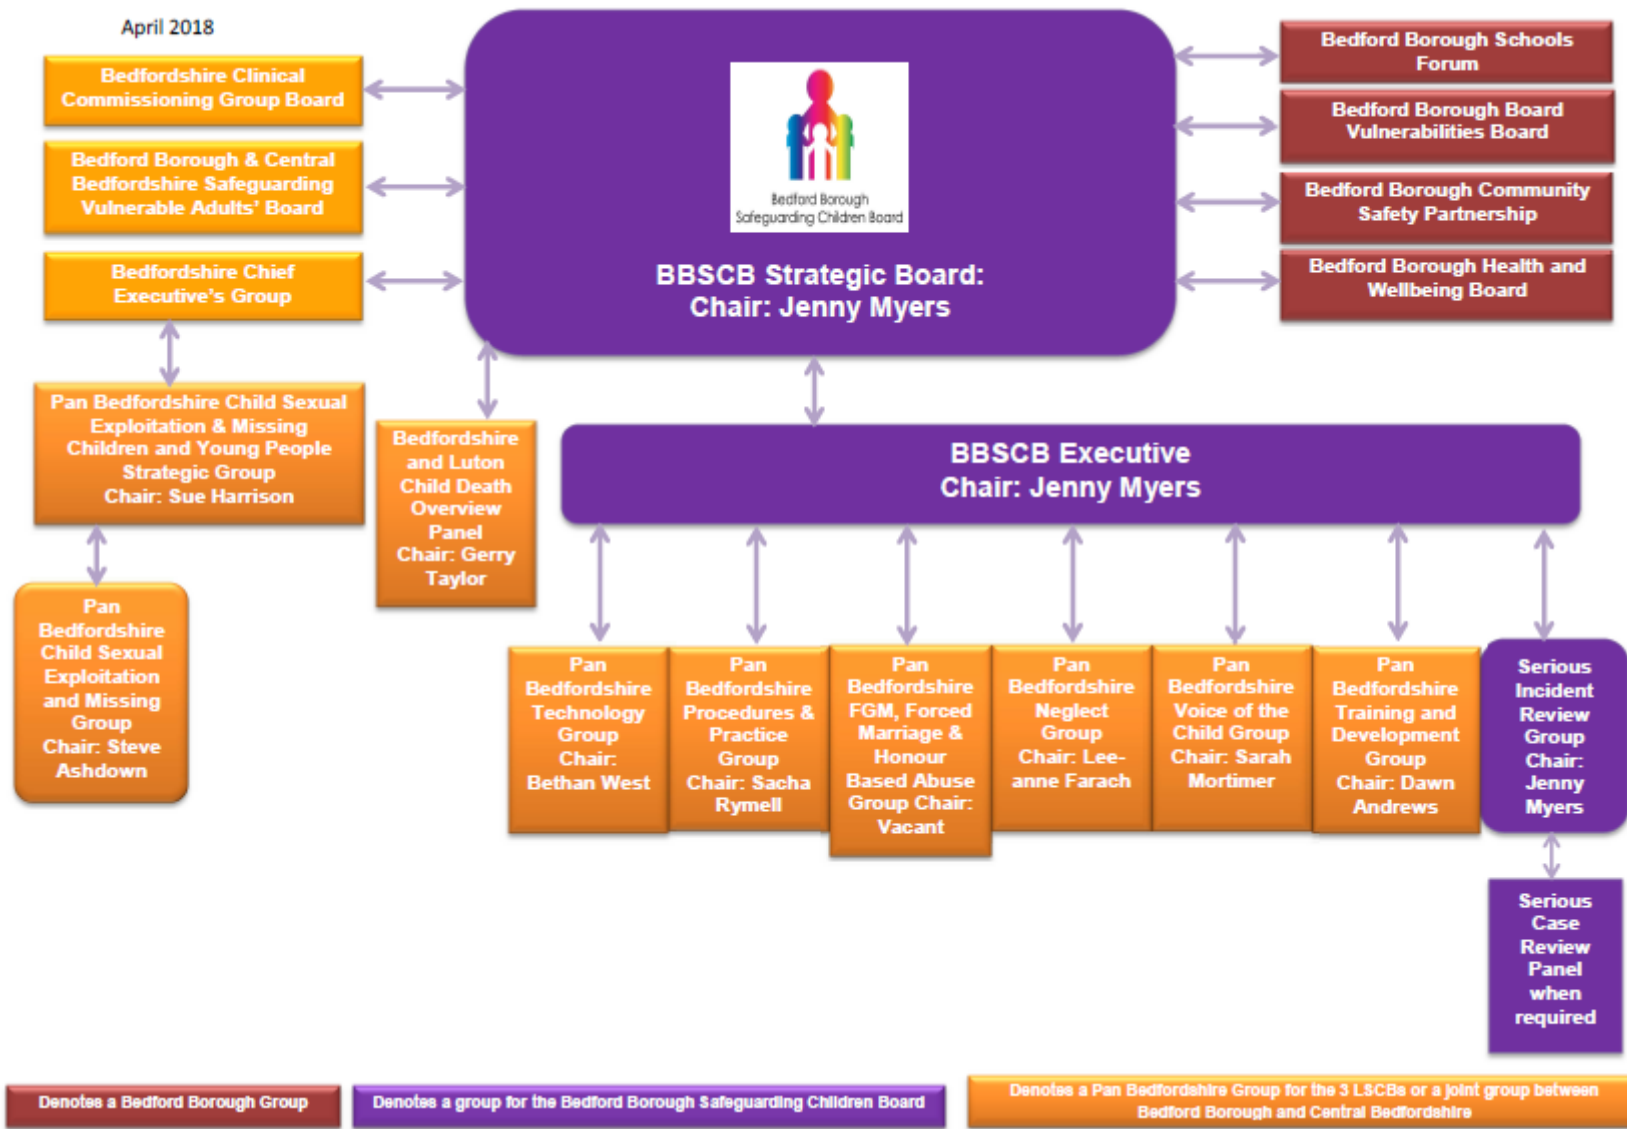 April 2018
Bedfordshire Clinical
Commissioning Group Board
Bedford Borough & Central
Bedfordshire Safeguarding
Vulnerable Adults' Board
Bedfordshire Chief
Executive's Group
Bedford Borough
Safeguarding Children Board
BBSCB Strategic Board:
Chair: Jenny Myers
Bedford Borough Schools
Forum
Bedford Borough Board
Vulnerabilities Board
Bedford Borough Community
Safety Partnership
Bedford Borough Health and
Wellbeing Board
Pan Bedfordshire Child Sexual
Exploitation & Missing
Children and Young People
Strategic Group
Chair: Sue Harrison
Bedfordshire
and Luton
Child Death
Overview
Panel
Chair: Gerry
Taylor
BBSCB Executive
Chair: Jenny Myers
Pan
Bedfordshire
Child Sexual
Exploitation
and Missing
Group
Chair: Steve
Ashdown
Pan
Bedfordshire
Technology
Group
Chair:
Bethan West
Pan
Bedfordshire
Procedures &
Practice
Group
Chair: Sacha
Rymell
Pan
Bedfordshire
FGM, Forced
Marriage &
Honour
Based Abuse
Group Chair:
Vacant
Pan
Bedfordshire
Neglect
Group
Chair: Lee-
anne Farach
Pan
Bedfordshire
Voice of the
Child Group
Chair: Sarah
Mortimer
Pan
Bedfordshire
Training and
Development
Group
Chair: Dawn
Andrews
Serious
Incident
Review
Group
Chair:
Jenny
Myers
Serious
Case
Review
Panel
when
required
Denotes a Bedford Borough Group
Denotes a group for the Bedford Borough Safeguarding Children Board
Denotes a Pan Bedfordshire Group for the 3 LSCBs or a joint group between
Bedford Borough and Central Bedfordshire